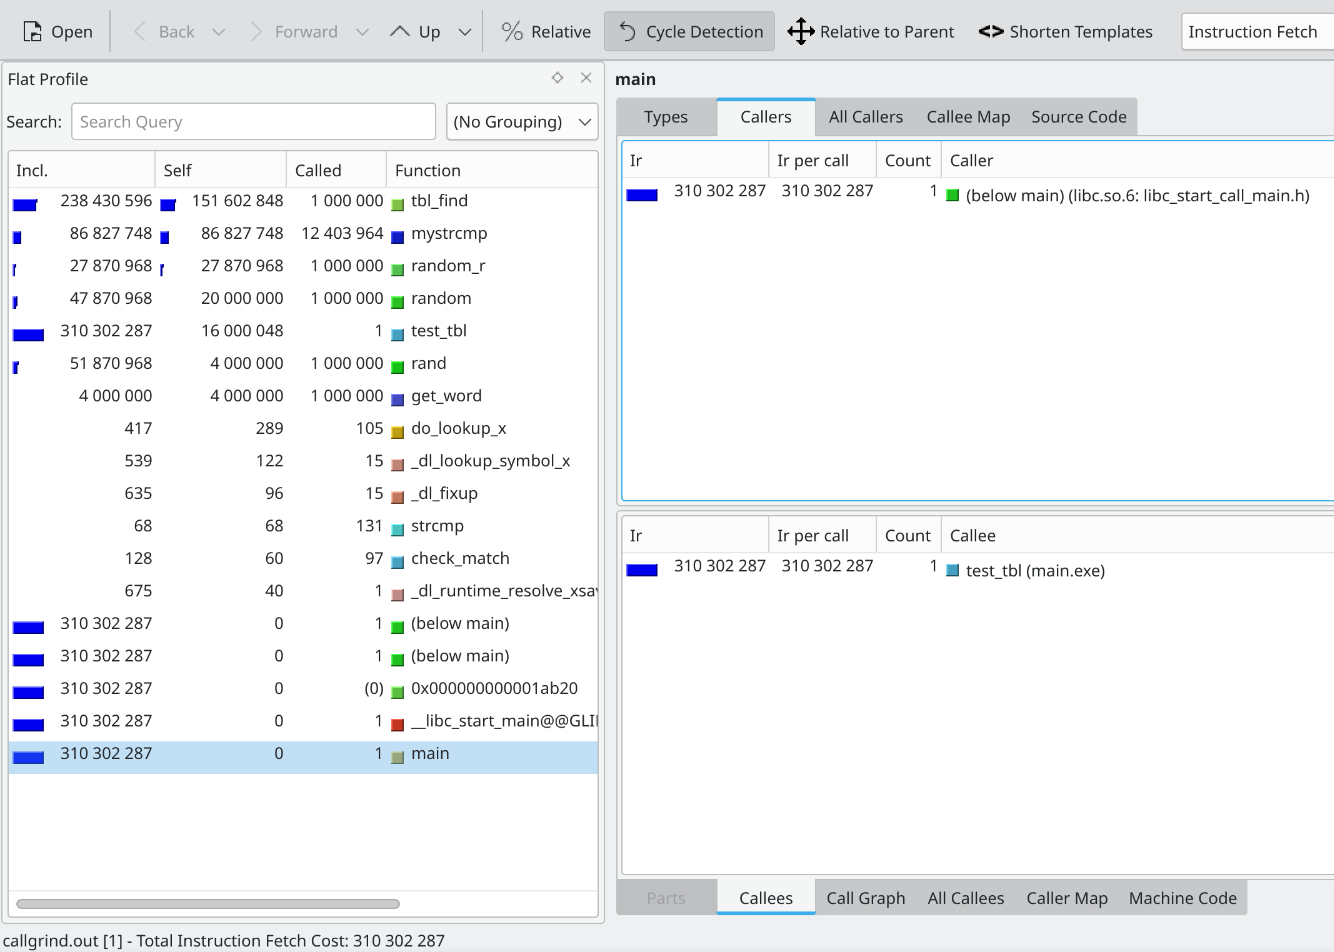 Open Back Forward Up Relative Cycle Detection Relative to Parent <> Shorten Templates Instruction Fetch
Flat Profile
Search: Search Query (No Grouping)
Incl. Self Called Function
238 430 596 151 602 848 1 000 000 tbl_find
86 827 748 86 827 748 12 403 964 mystrcmp
27 870 968 27 870 968 1 000 000 random_r
47 870 968 20 000 000 1 000 000 random
310 302 287 16 000 048 1 test_tbl
51 870 968 4 000 000 1 000 000 rand
4 000 000 4 000 000 1 000 000 get_word
417 289 105 do_lookup_x
539 122 15 _dl_lookup_symbol_x
635 96 15 _dl_fixup
68 68 131 strcmp
128 60 97 check_match
675 40 1 _dl_runtime_resolve_xsav
310 302 287 0 1 (below main)
310 302 287 0 1 (below main)
310 302 287 0 (0) 0x000000000001ab20
310 302 287 0 1 __libc_start_main@@GLI
310 302 287 0 1 main
main
Types Callers All Callers Callee Map Source Code
Ir Ir per call Count Caller
310 302 287 310 302 287 1 (below main) (libc.so.6: libc_start_call_main.h)
Ir Ir per call Count Callee
310 302 287 310 302 287 1 test_tbl (main.exe)
Parts Callees Call Graph All Callees Caller Map Machine Code
callgrind.out [1] - Total Instruction Fetch Cost: 310 302 287